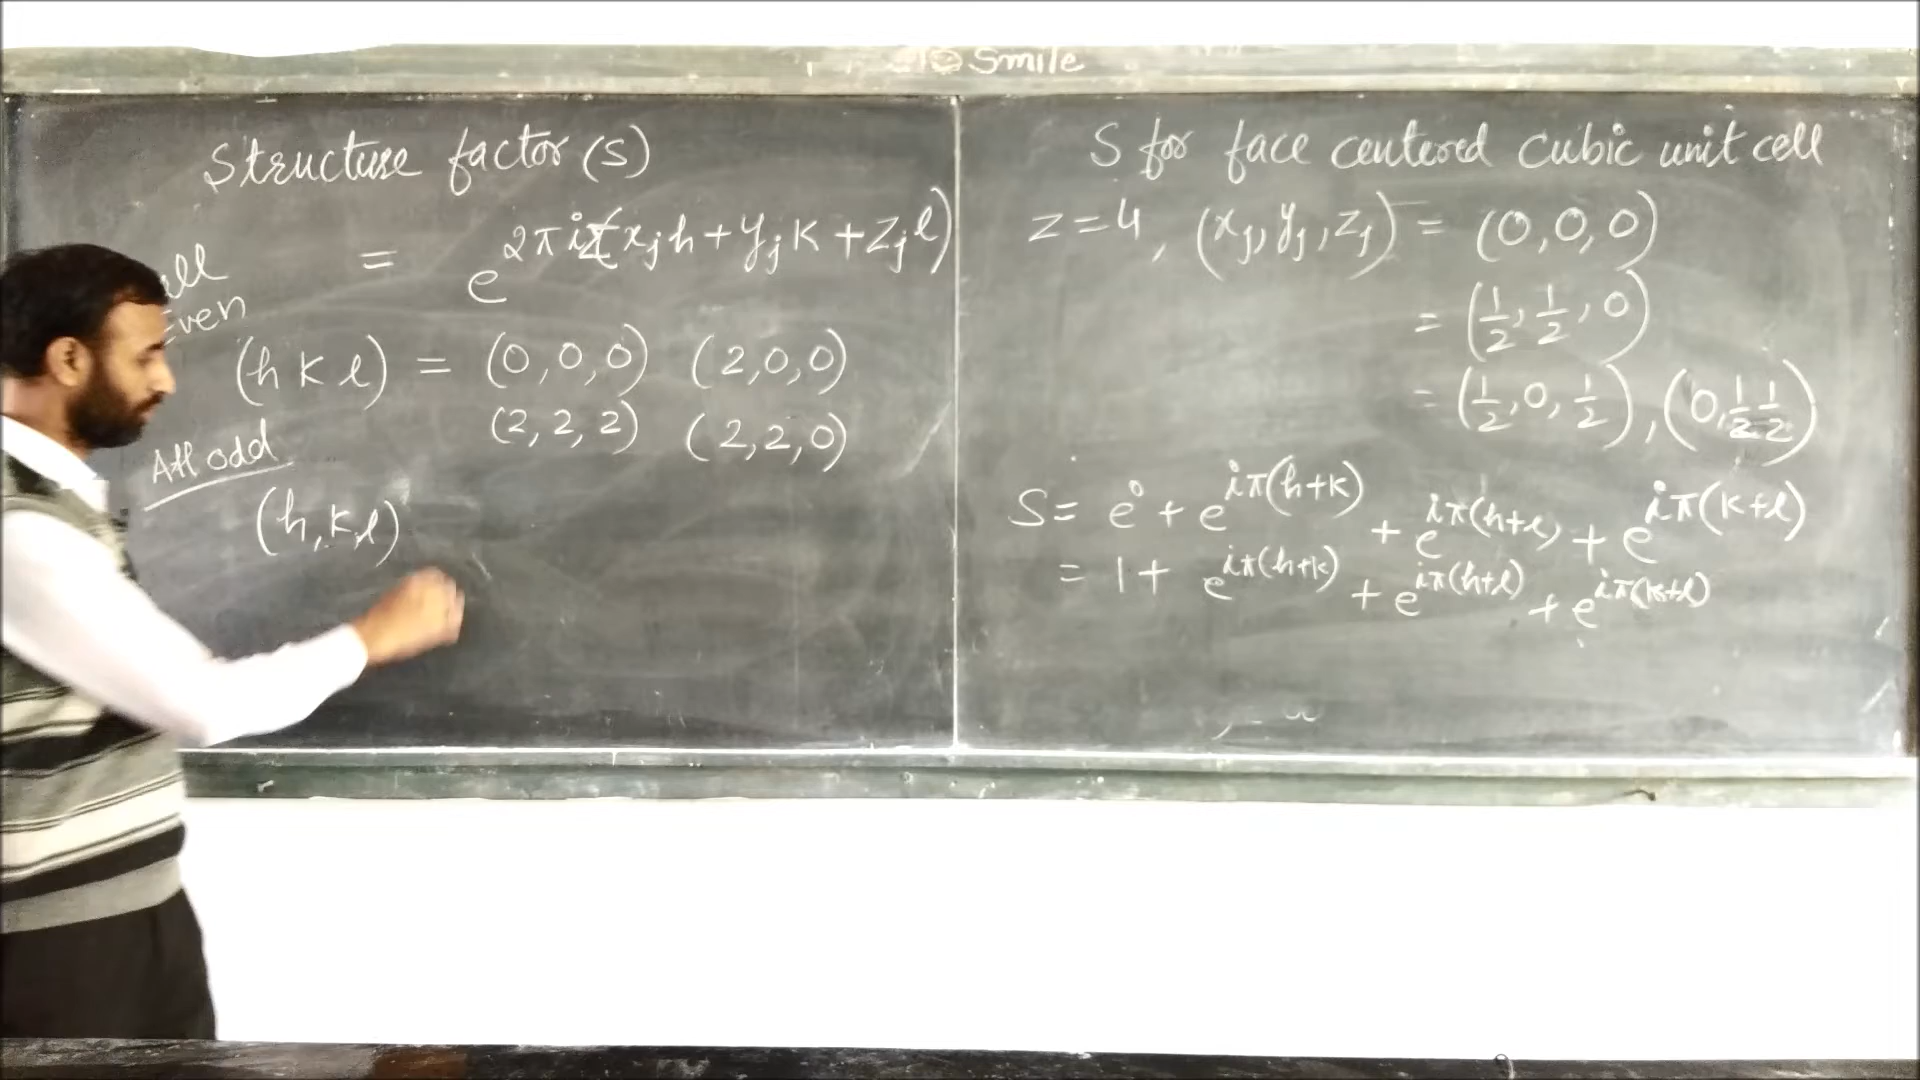 Smile
Structure factor (S)
= e^{2πi Σ(x_j h + y_j k + z_j l)}
all
Even
(h k l) = (0,0,0) (2,0,0)
(2,2,2) (2,2,0)
All odd
(h,k,l)
S for face centered cubic unit cell
z=4, (x_j, y_j, z_j) = (0,0,0)
= (1/2, 1/2, 0)
= (1/2, 0, 1/2), (0, 1/2 1/2)
S = e^0 + e^{iπ(h+k)} + e^{iπ(h+l)} + e^{iπ(k+l)}
= 1 + e^{iπ(h+k)} + e^{iπ(h+l)} + e^{iπ(k+l)}